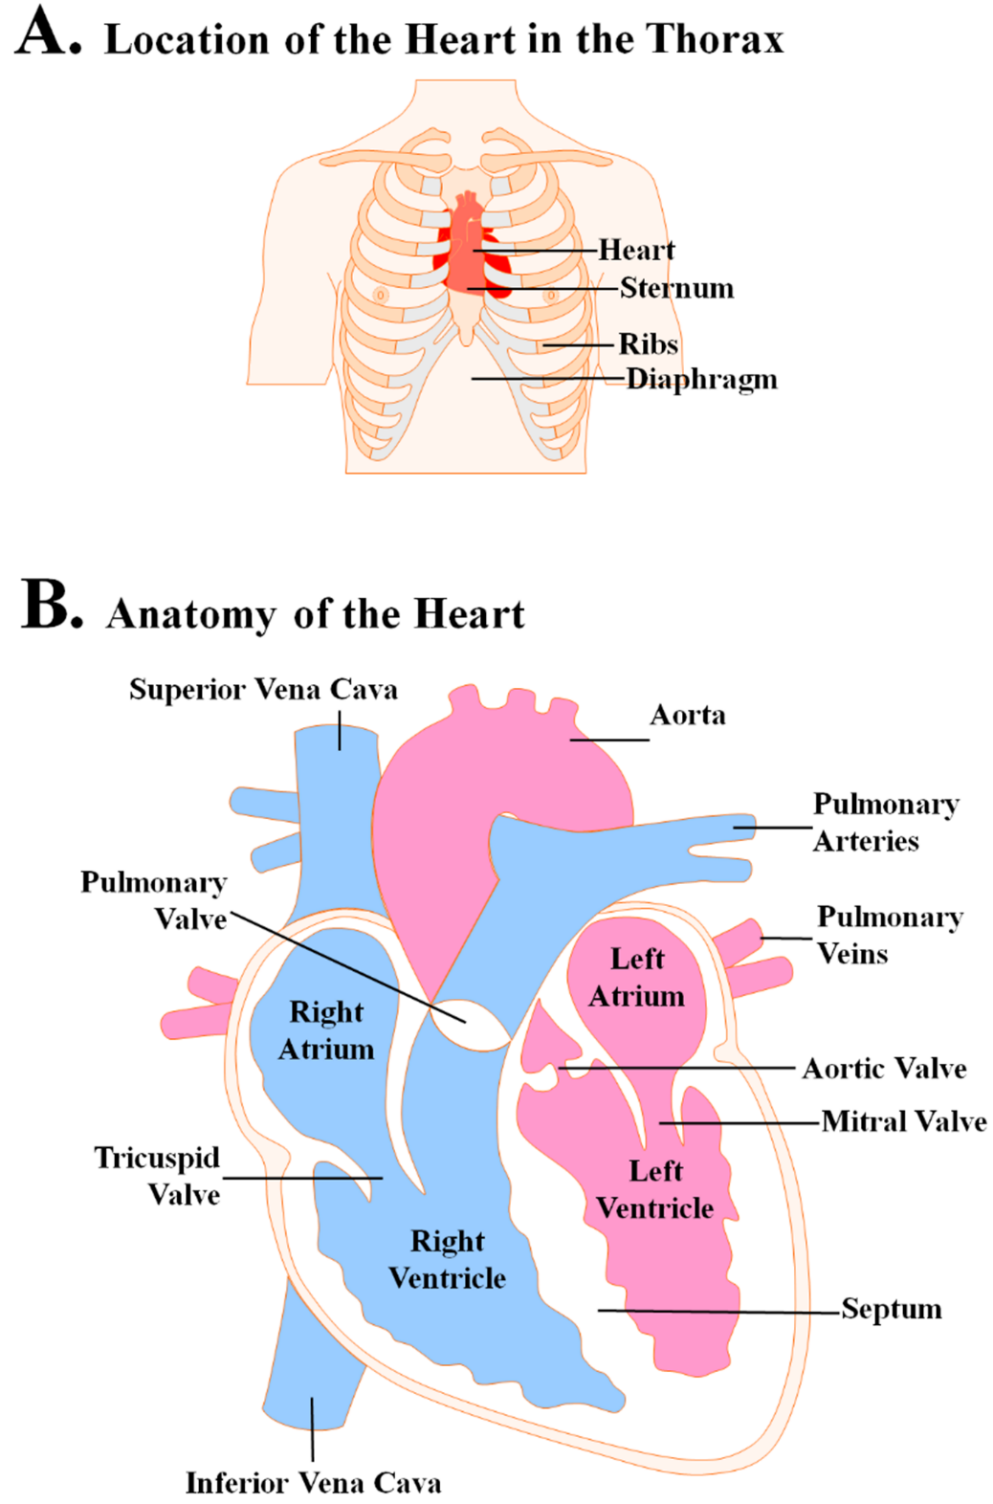 A. Location of the Heart in the Thorax
Heart
Sternum
Ribs
Diaphragm
B. Anatomy of the Heart
Superior Vena Cava
Aorta
Pulmonary
Arteries
Pulmonary
Valve
Pulmonary
Veins
Left
Atrium
Right
Atrium
Aortic Valve
Mitral Valve
Tricuspid
Valve
Left
Ventricle
Right
Ventricle
Septum
Inferior Vena Cava